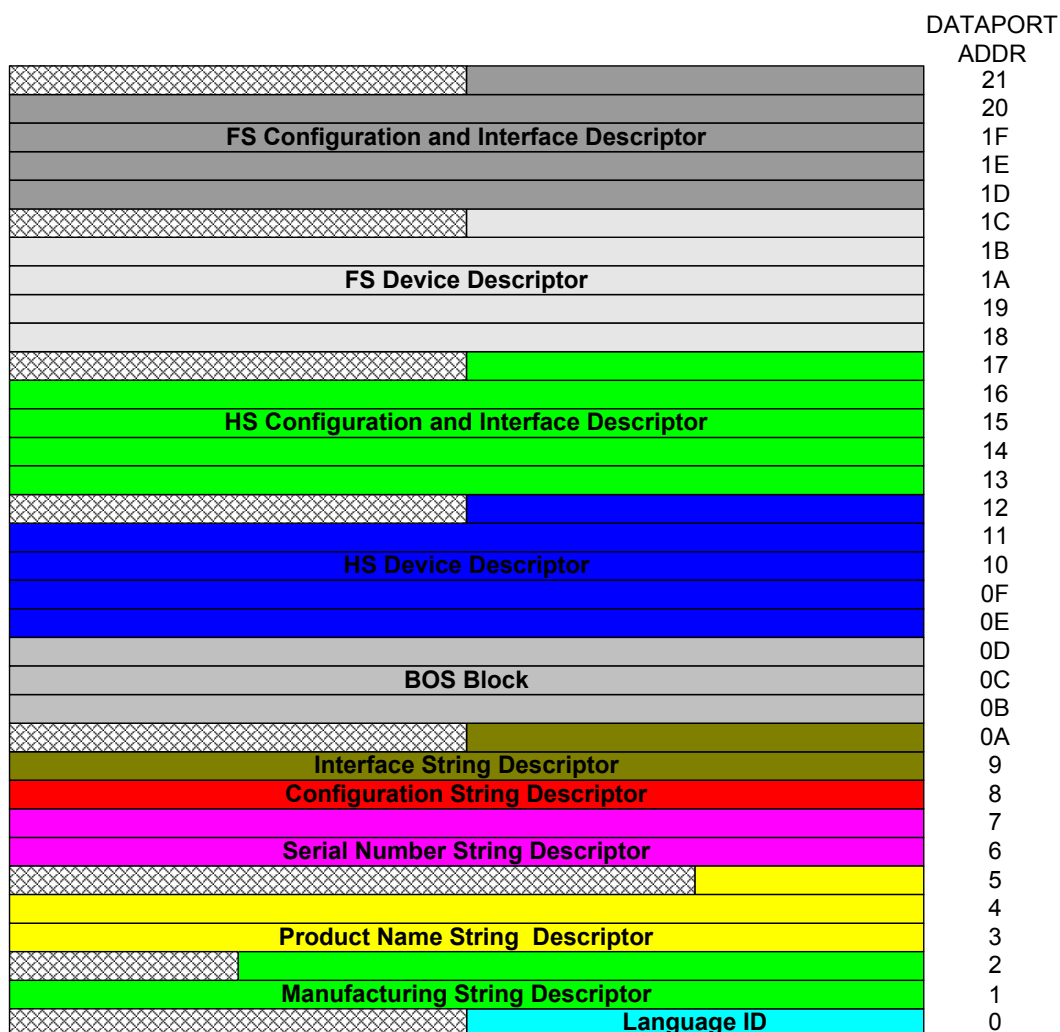 DATAPORT
ADDR
21
20
FS Configuration and Interface Descriptor 1F
1E
1D
1C
1B
FS Device Descriptor 1A
19
18
17
16
HS Configuration and Interface Descriptor 15
14
13
12
11
HS Device Descriptor 10
0F
0E
0D
BOS Block 0C
0B
0A
Interface String Descriptor 9
Configuration String Descriptor 8
7
Serial Number String Descriptor 6
5
4
Product Name String Descriptor 3
2
Manufacturing String Descriptor 1
Language ID 0